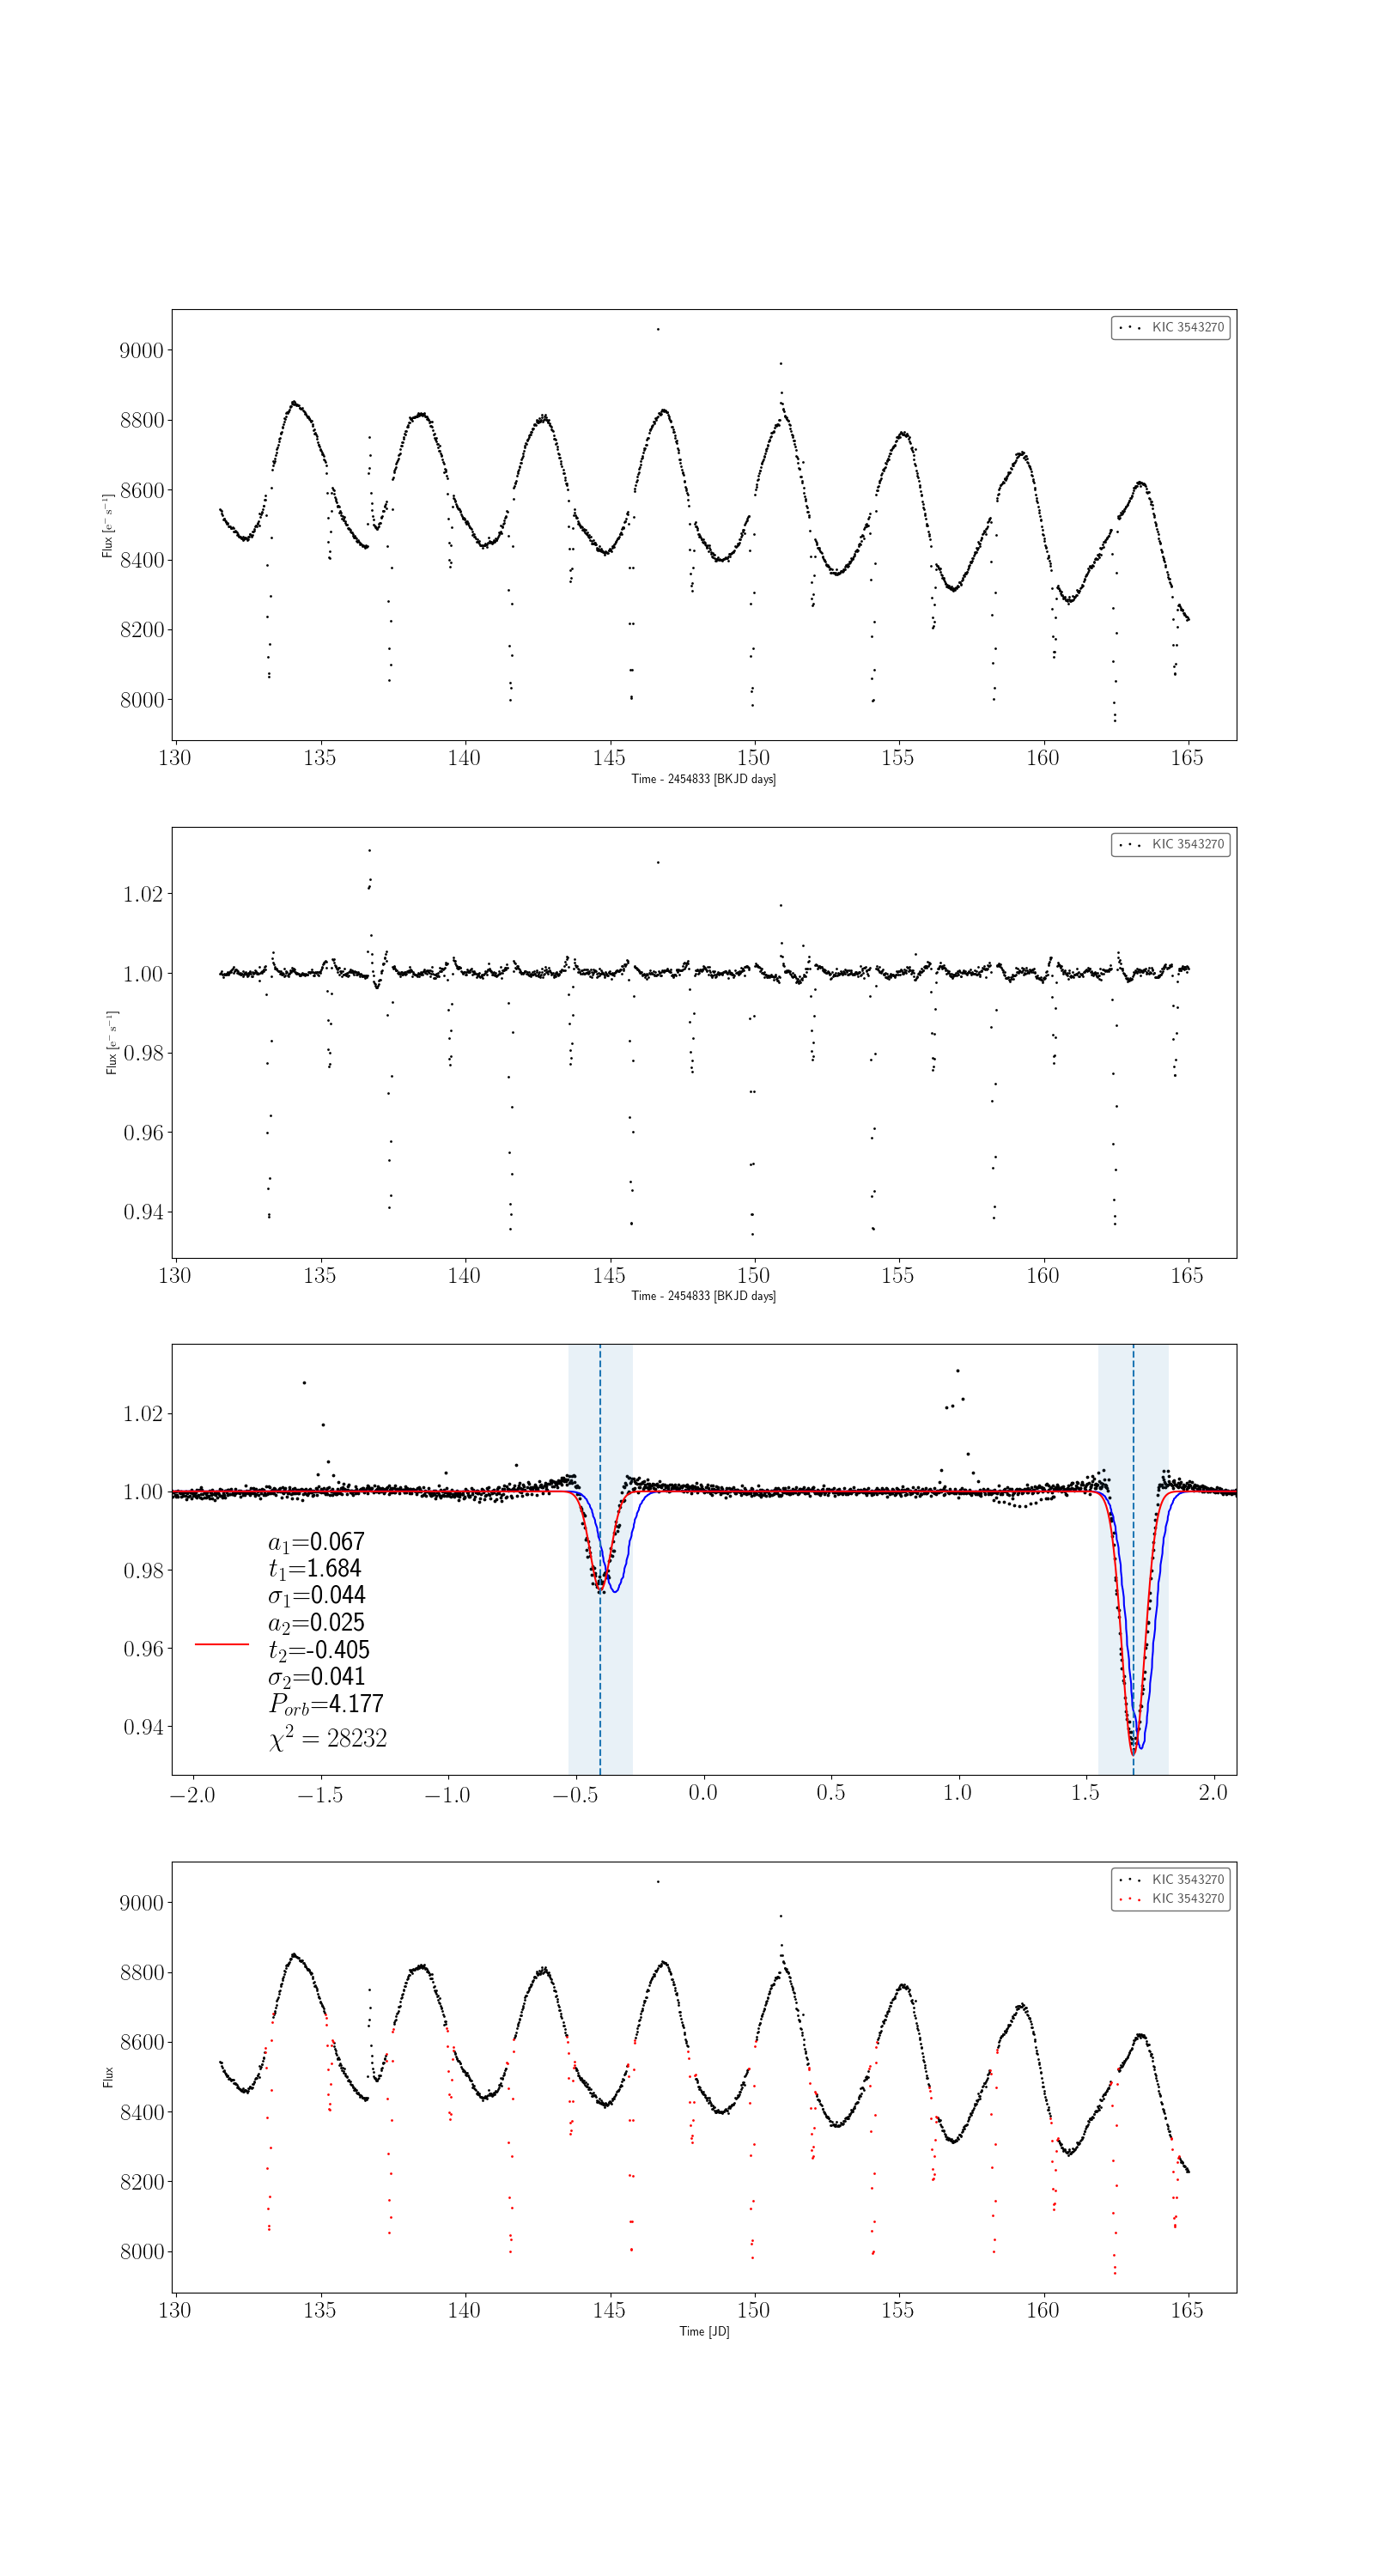 KIC 3543270
9000
8800
8600
8400
8200
8000
Flux [e⁻ s⁻¹]
130 135 140 145 150 155 160 165
Time - 2454833 [BKJD days]
KIC 3543270
1.02
1.00
0.98
0.96
0.94
Flux [e⁻ s⁻¹]
130 135 140 145 150 155 160 165
Time - 2454833 [BKJD days]
1.02
1.00
0.98
0.96
0.94
a₁=0.067
t₁=1.684
σ₁=0.044
a₂=0.025
t₂=-0.405
σ₂=0.041
P_orb=4.177
χ² = 28232
−2.0 −1.5 −1.0 −0.5 0.0 0.5 1.0 1.5 2.0
KIC 3543270
KIC 3543270
9000
8800
8600
8400
8200
8000
Flux
130 135 140 145 150 155 160 165
Time [JD]